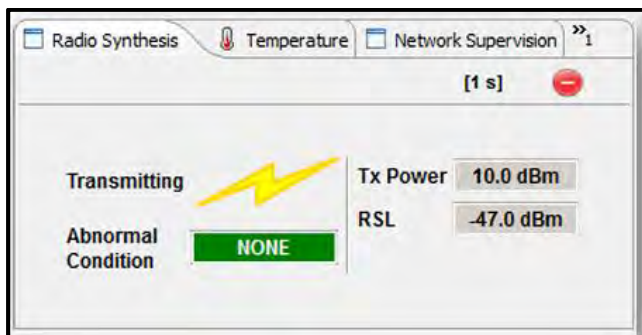 Radio Synthesis Temperature Network Supervision »1
[1 s]
Transmitting
Tx Power 10.0 dBm
RSL -47.0 dBm
Abnormal
Condition
NONE